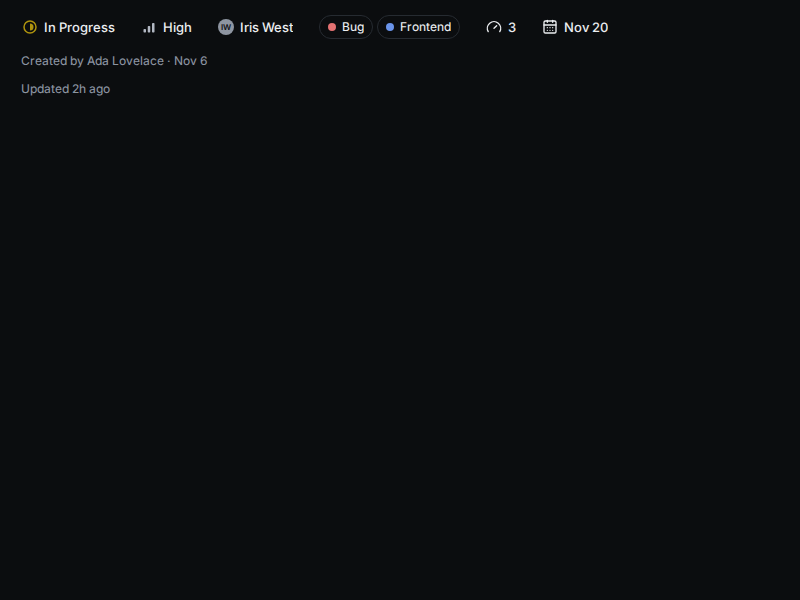 In Progress High IW Iris West Bug Frontend 3 Nov 20
Created by Ada Lovelace · Nov 6
Updated 2h ago